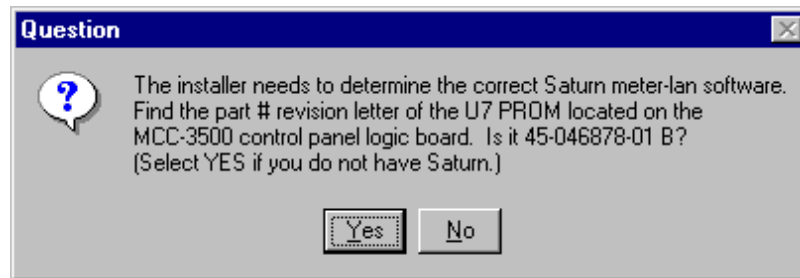 Question
The installer needs to determine the correct Saturn meter-lan software.
Find the part # revision letter of the U7 PROM located on the
MCC-3500 control panel logic board.  Is it 45-046878-01 B?
(Select YES if you do not have Saturn.)
Yes
No